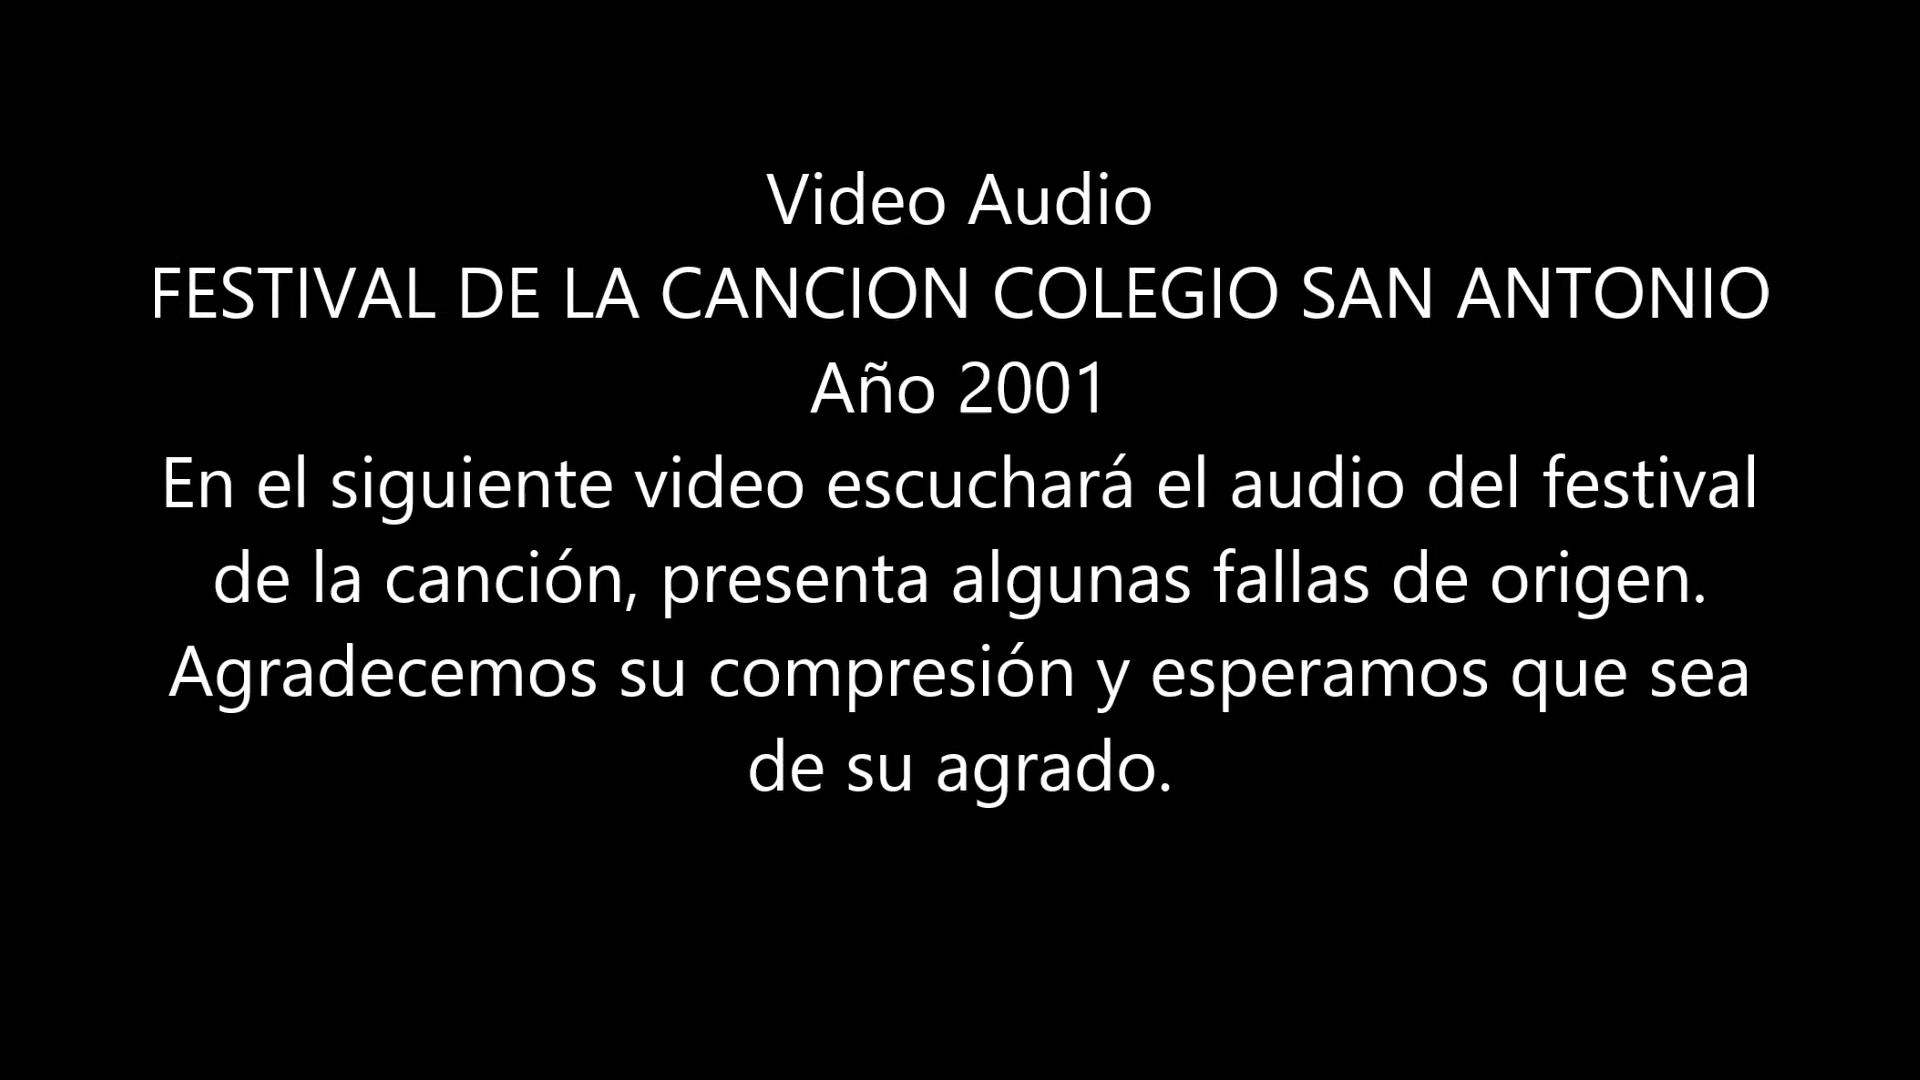 Video Audio
FESTIVAL DE LA CANCION COLEGIO SAN ANTONIO
Año 2001
En el siguiente video escuchará el audio del festival
de la canción, presenta algunas fallas de origen.
Agradecemos su compresión y esperamos que sea
de su agrado.